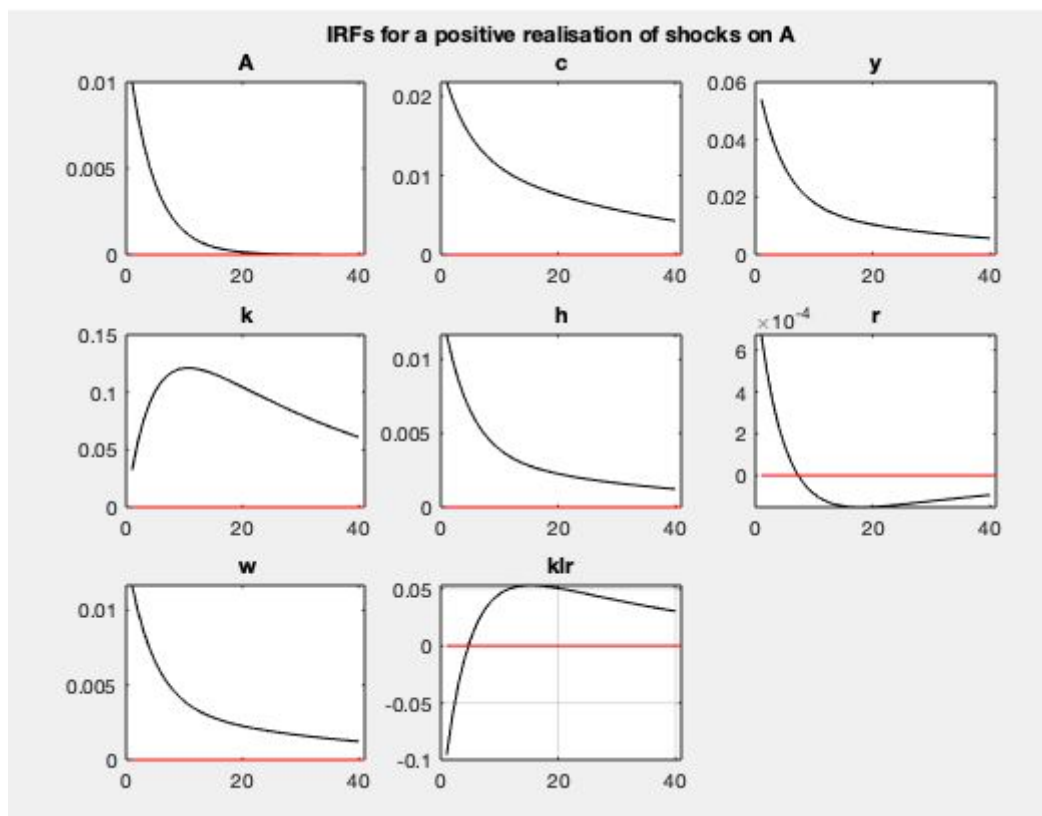 IRFs for a positive realisation of shocks on A
A c y
0.01 0.005 0 0 20 40
0.02 0.01 0 0 20 40
0.06 0.04 0.02 0 0 20 40
k h r
0.15 0.1 0.05 0 0 20 40
0.01 0.005 0 0 20 40
×10⁻⁴ 6 4 2 0 0 20 40
w klr
0.01 0.005 0 0 20 40
0.05 0 -0.05 -0.1 0 20 40